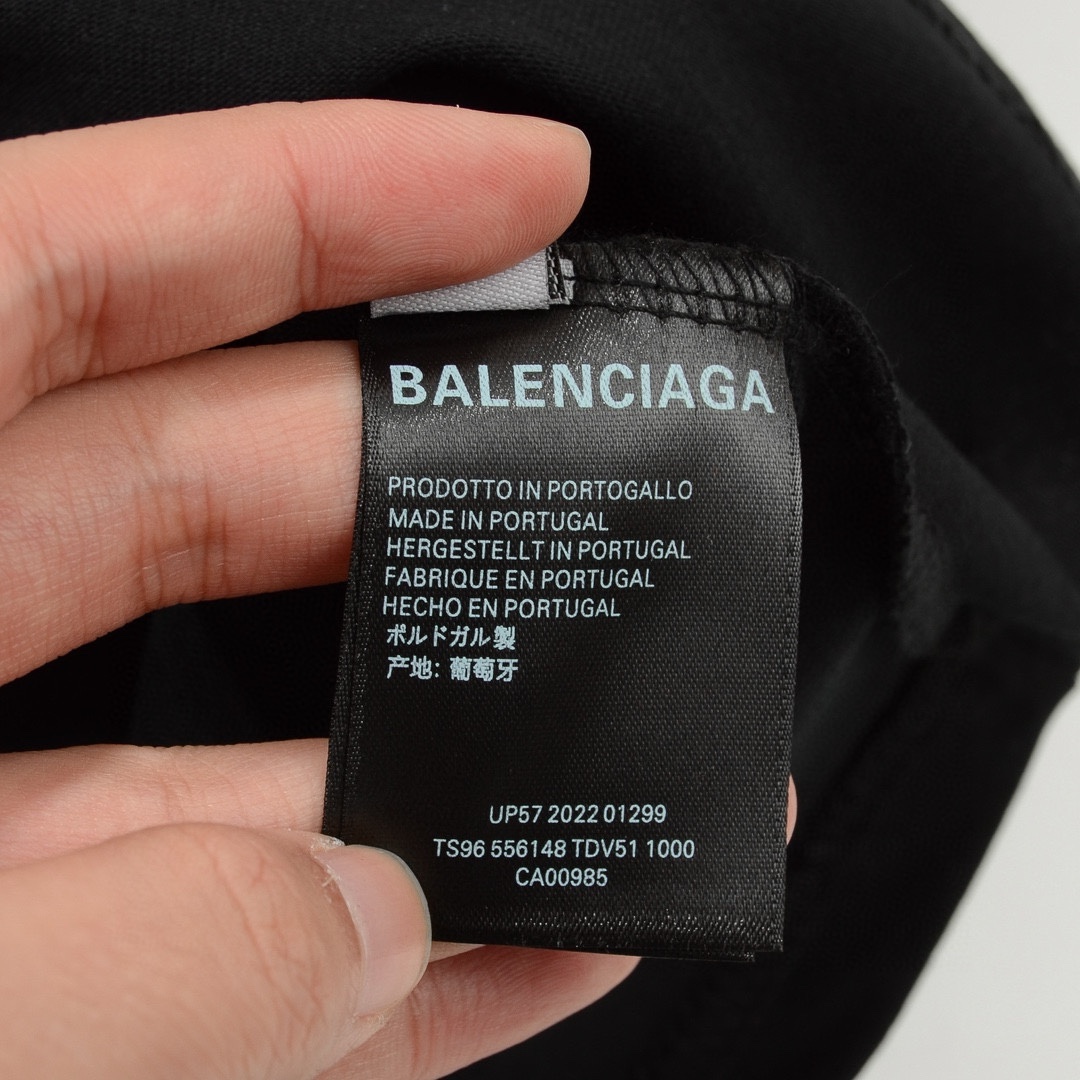 BALENCIAGA
PRODOTTO IN PORTOGALLO
MADE IN PORTUGAL
HERGESTELLT IN PORTUGAL
FABRIQUE EN PORTUGAL
HECHO EN PORTUGAL
ポルドガル製
产地: 葡萄牙
UP57 2022 01299
TS96 556148 TDV51 1000
CA00985